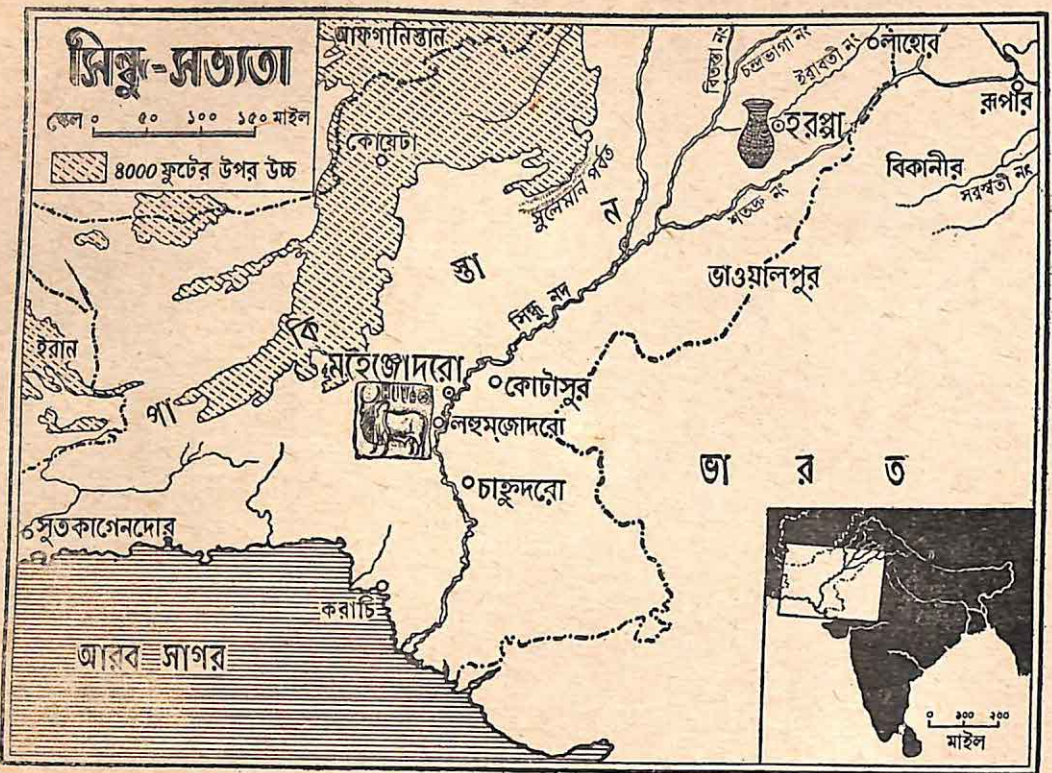 সিন্ধু-সভ্যতা
স্কেল ০ ৫০ ১০০ ১৫০ মাইল
৪০০০ ফুটের উপর উচ্চ
আফগানিস্তান
কোয়েটা
সুলেমান পর্বত
বিতস্তা নং
চন্দ্রভাগা নং
ইরাবতী নং
লাহোর
রূপার
হরপ্পা
বিকানীর
সরস্বতী নং
শতদ্রু নং
সিন্ধু নদ
ভাওয়ালপুর
পা কি স্তা ন
ইরান
মহেঞ্জোদরো
কোটাসুর
লহুমজোদরো
চাহ্নুদরো
ভা র ত
সুতকাগেনদোর
করাচি
আরব সাগর
০ ১০০ ২০০
মাইল